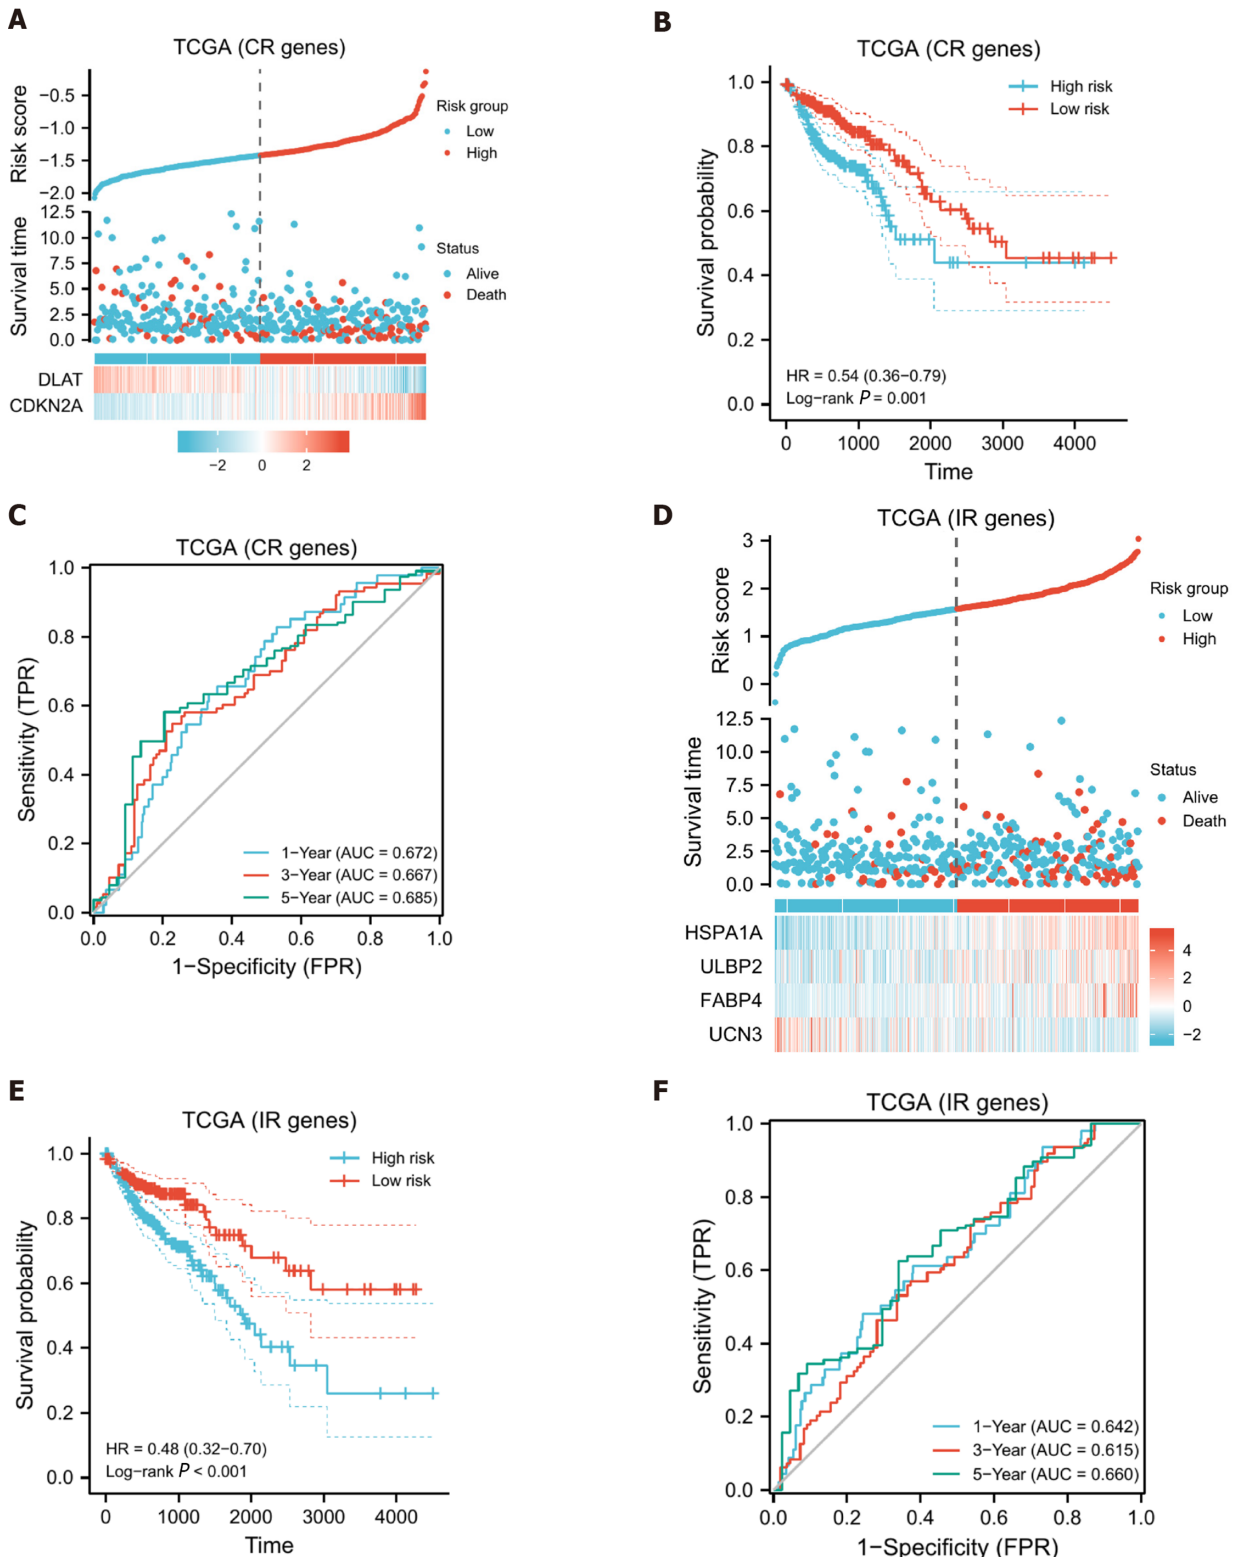 A
TCGA (CR genes)
Risk score
−0.5
−1.0
−1.5
−2.0
Risk group
Low
High
Survival time
12.5
10.0
7.5
5.0
2.5
0.0
Status
Alive
Death
DLAT
CDKN2A
−2 0 2
B
TCGA (CR genes)
Survival probability
1.0
0.8
0.6
0.4
0.2
0.0
High risk
Low risk
HR = 0.54 (0.36−0.79)
Log−rank P = 0.001
0 1000 2000 3000 4000
Time
C
TCGA (CR genes)
Sensitivity (TPR)
1.0
0.8
0.6
0.4
0.2
0.0
1−Year (AUC = 0.672)
3−Year (AUC = 0.667)
5−Year (AUC = 0.685)
0.0 0.2 0.4 0.6 0.8 1.0
1−Specificity (FPR)
D
TCGA (IR genes)
Risk score
3
2
1
0
Risk group
Low
High
Survival time
12.5
10.0
7.5
5.0
2.5
0.0
Status
Alive
Death
HSPA1A
ULBP2
FABP4
UCN3
4
2
0
−2
E
TCGA (IR genes)
Survival probability
1.0
0.8
0.6
0.4
0.2
0.0
High risk
Low risk
HR = 0.48 (0.32−0.70)
Log−rank P < 0.001
0 1000 2000 3000 4000
Time
F
TCGA (IR genes)
Sensitivity (TPR)
1.0
0.8
0.6
0.4
0.2
0.0
1−Year (AUC = 0.642)
3−Year (AUC = 0.615)
5−Year (AUC = 0.660)
0.0 0.2 0.4 0.6 0.8 1.0
1−Specificity (FPR)